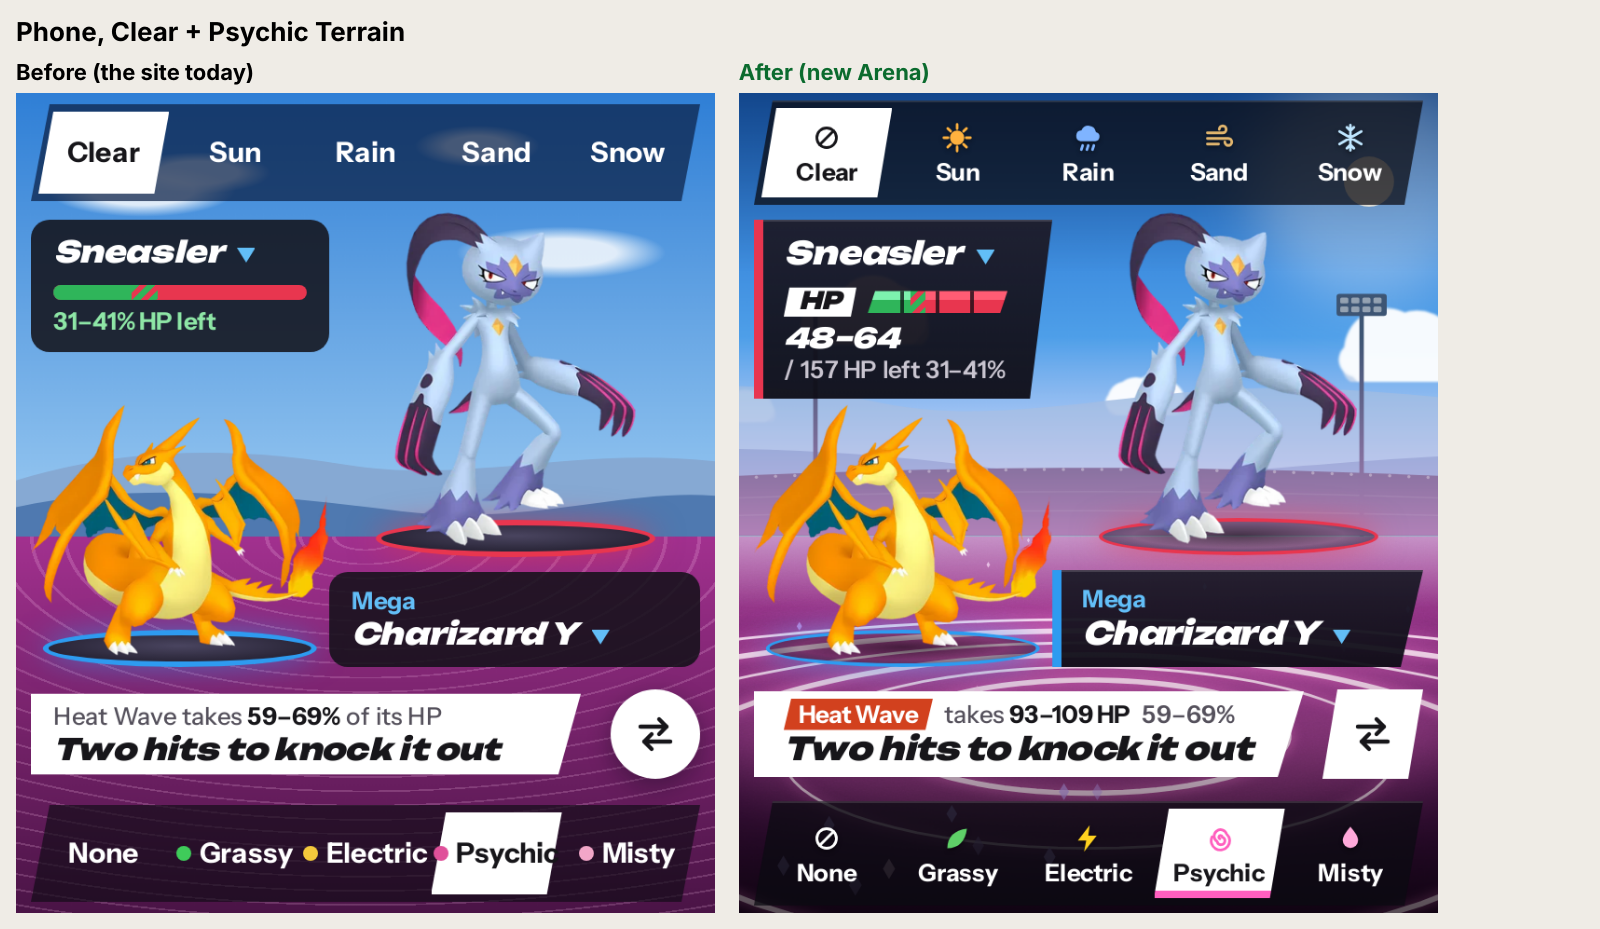 Phone, Clear + Psychic Terrain
Before (the site today)
Clear Sun Rain Sand Snow
Sneasler
31–41% HP left
Mega
Charizard Y
Heat Wave takes 59–69% of its HP
Two hits to knock it out
None Grassy Electric Psychic Misty
After (new Arena)
Clear Sun Rain Sand Snow
Sneasler
HP
48–64
/ 157 HP left 31–41%
Mega
Charizard Y
Heat Wave takes 93–109 HP 59–69%
Two hits to knock it out
None Grassy Electric Psychic Misty